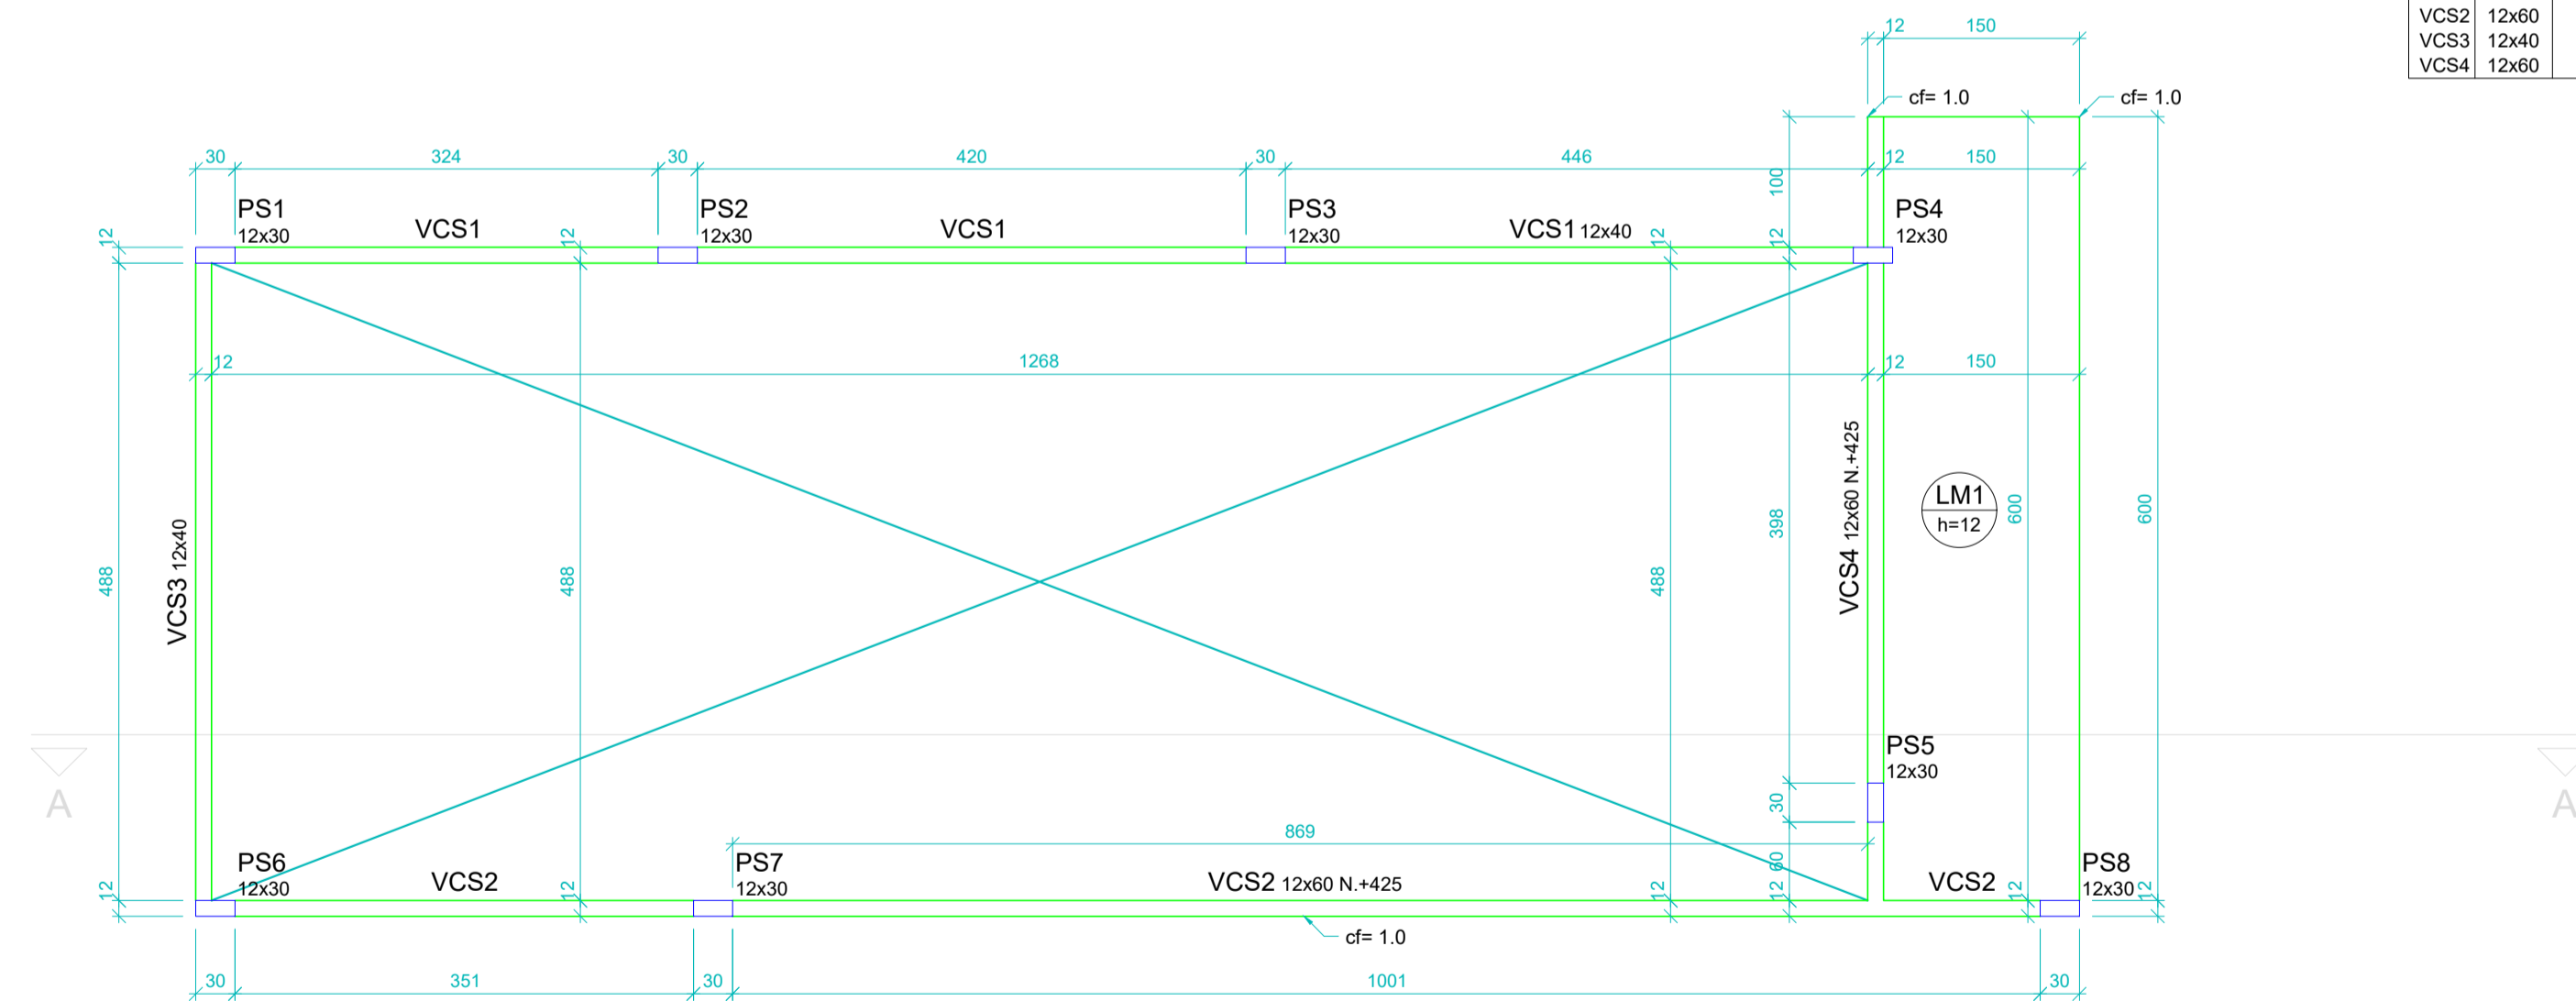 VCS2 12x60
VCS3 12x40
VCS4 12x60
12 150
cf= 1.0
cf= 1.0
30 324 30 420 30 446 12 150
100
PS1
12x30
VCS1
PS2
12x30
VCS1
PS3
12x30
VCS1 12x40
PS4
12x30
12
12
12
12
12 1268 12 150
VCS3 12x40
488
488
488
398
VCS4 12x60 N.+425
LM1
h=12
600
600
A
A
PS5
12x30
30
869
60
PS6
12x30
VCS2
PS7
12x30
VCS2 12x60 N.+425
VCS2
PS8
12x30
12
12
12
12
12
12
cf= 1.0
30 351 30 1001 30